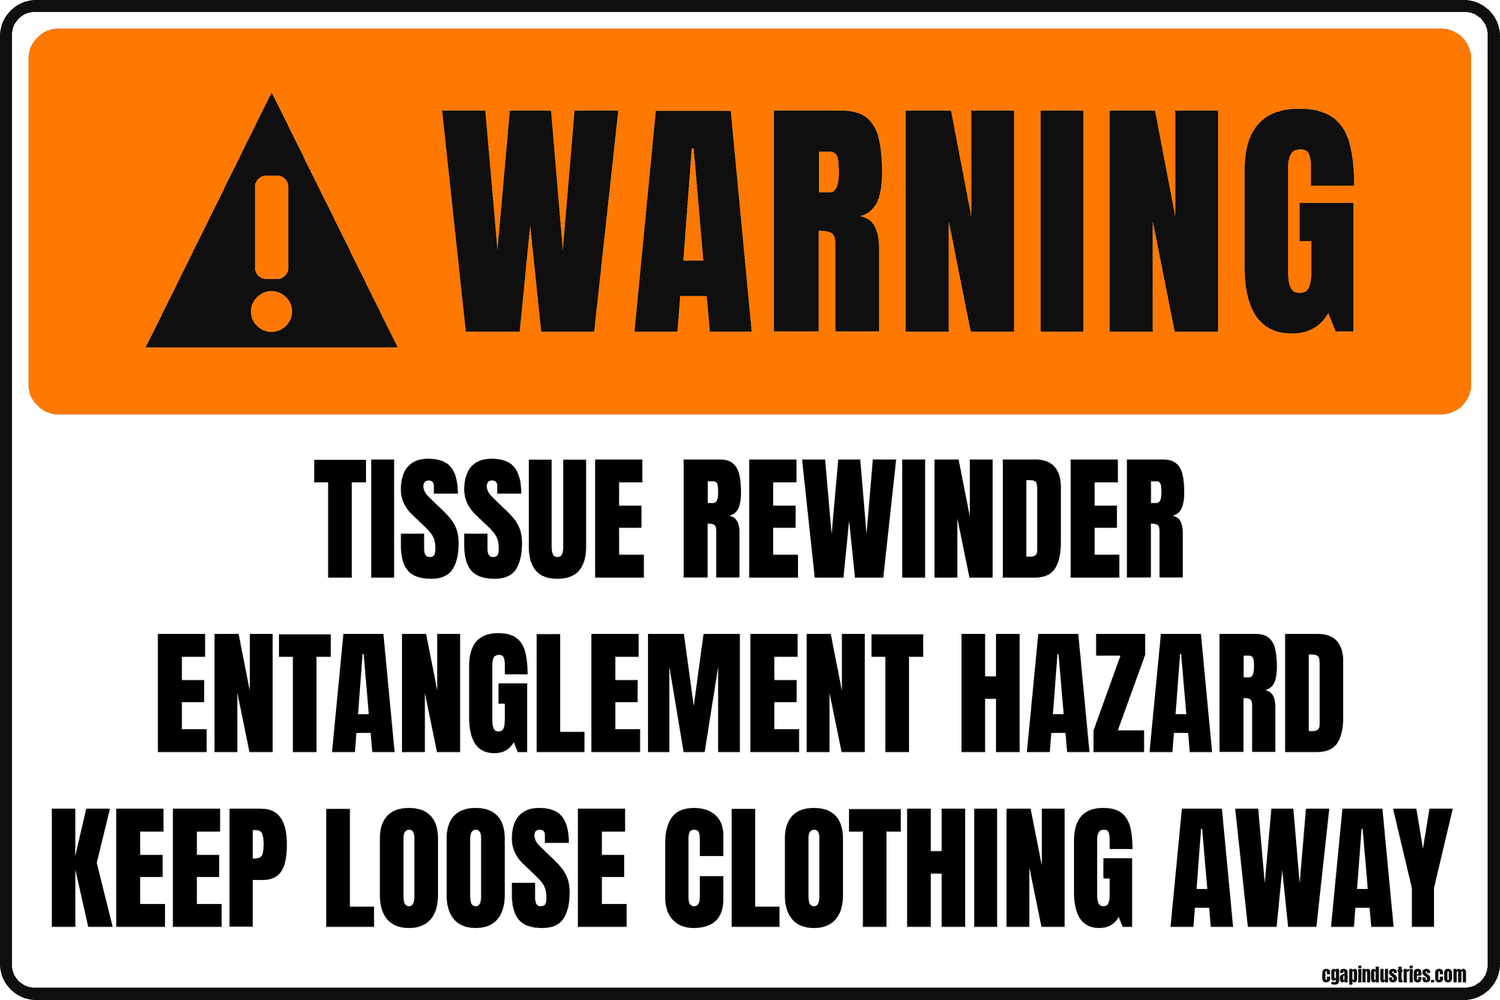 WARNING
TISSUE REWINDER
ENTANGLEMENT HAZARD
KEEP LOOSE CLOTHING AWAY
cgapindustries.com